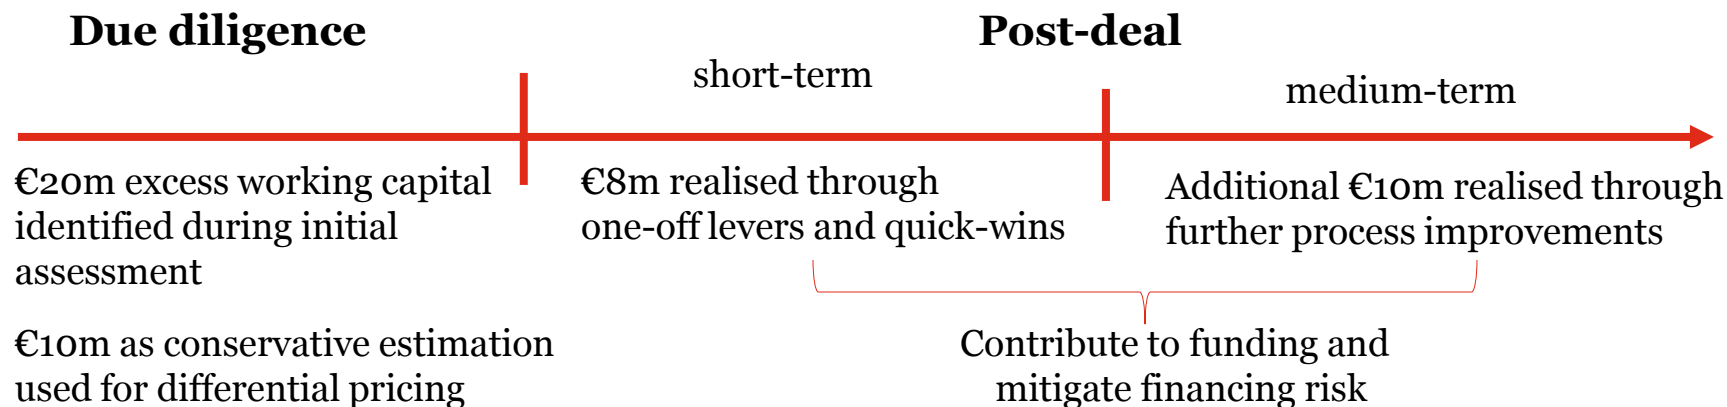 Due diligence
Post-deal
short-term
medium-term
€20m excess working capital
identified during initial
assessment
€10m as conservative estimation
used for differential pricing
€8m realised through
one-off levers and quick-wins
Additional €10m realised through
further process improvements
Contribute to funding and
mitigate financing risk